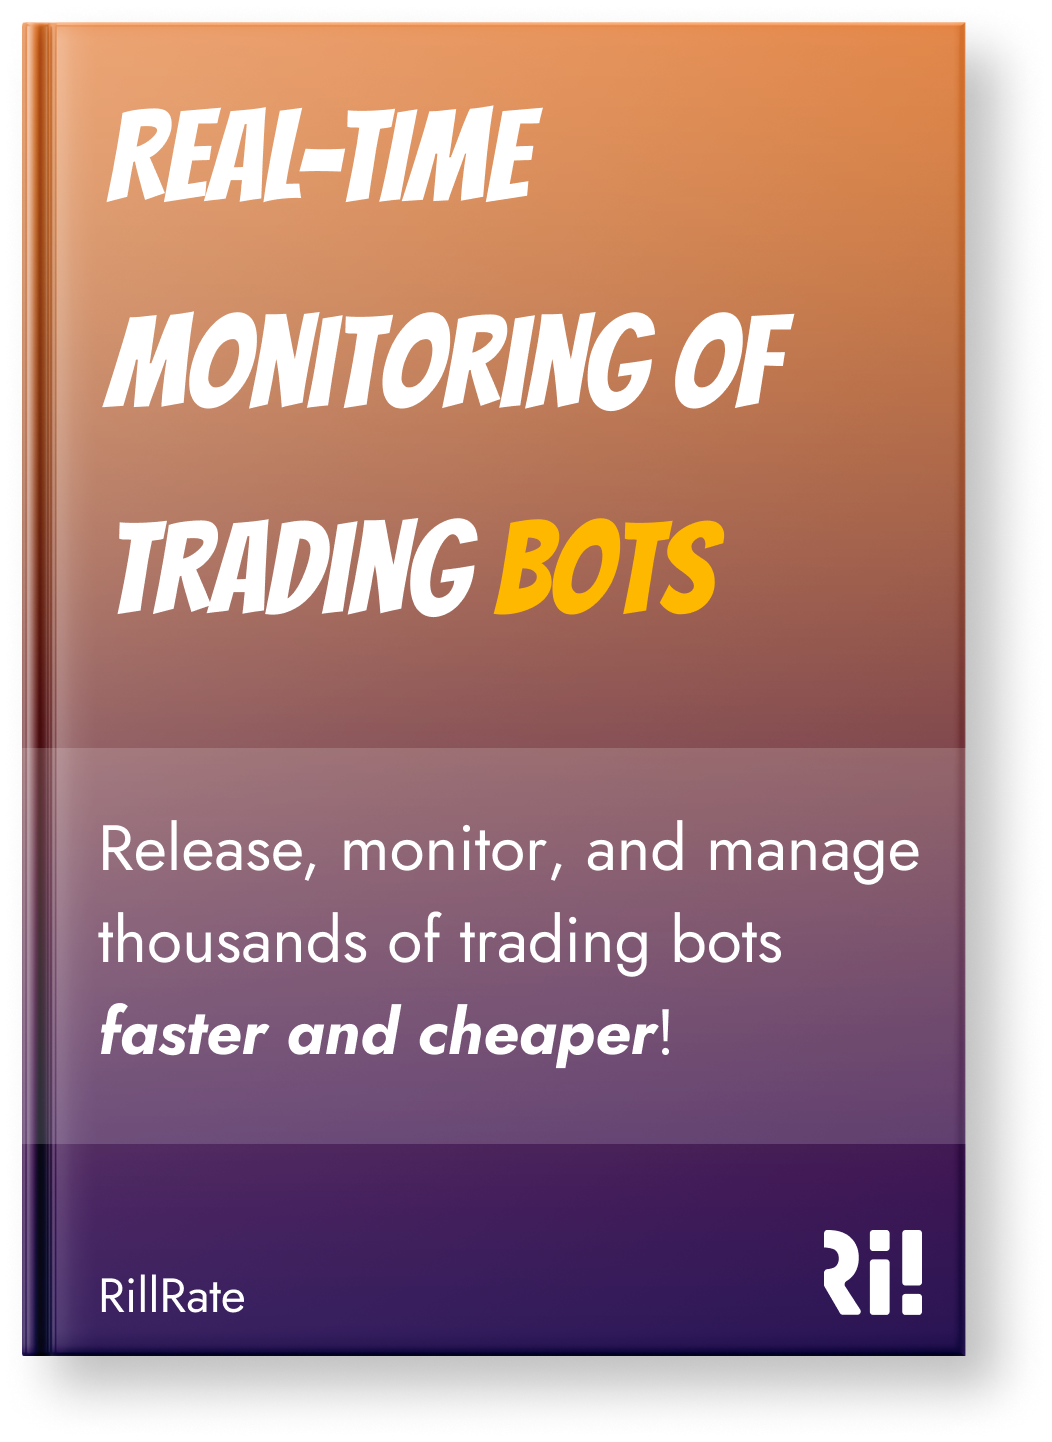 REAL-TIME
MONITORING OF
TRADING BOTS
Release, monitor, and manage
thousands of trading bots
faster and cheaper!
RillRate
Ri!